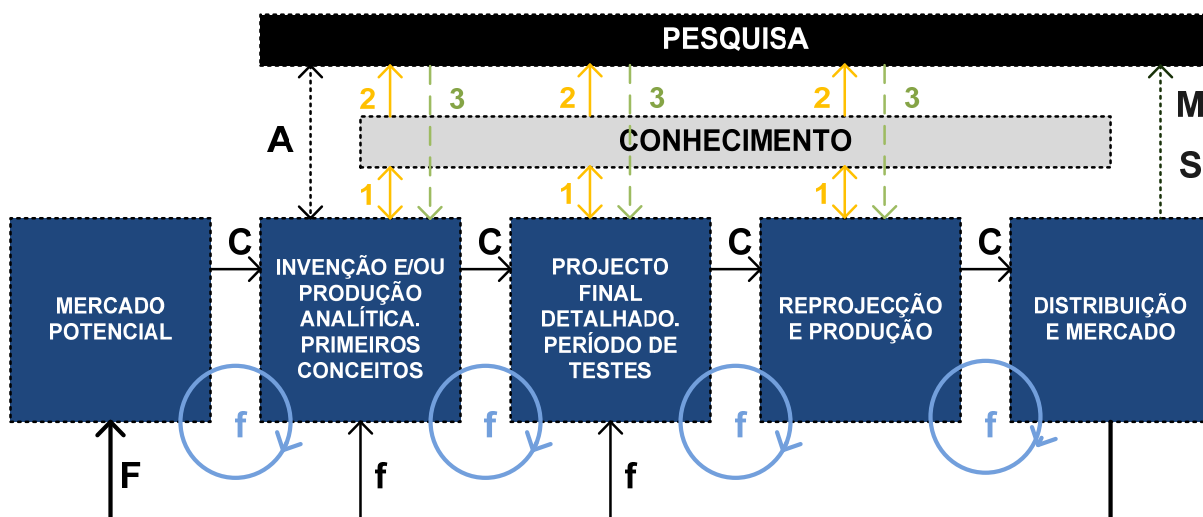 PESQUISA
2 3 2 3 2 3 M
A CONHECIMENTO S
1 1 1
C C C C
MERCADO
POTENCIAL
INVENÇÃO E/OU
PRODUÇÃO
ANALÍTICA.
PRIMEIROS
CONCEITOS
PROJECTO
FINAL
DETALHADO.
PERÍODO DE
TESTES
REPROJECÇÃO
E PRODUÇÃO
DISTRIBUIÇÃO
E MERCADO
f f f f
F f f